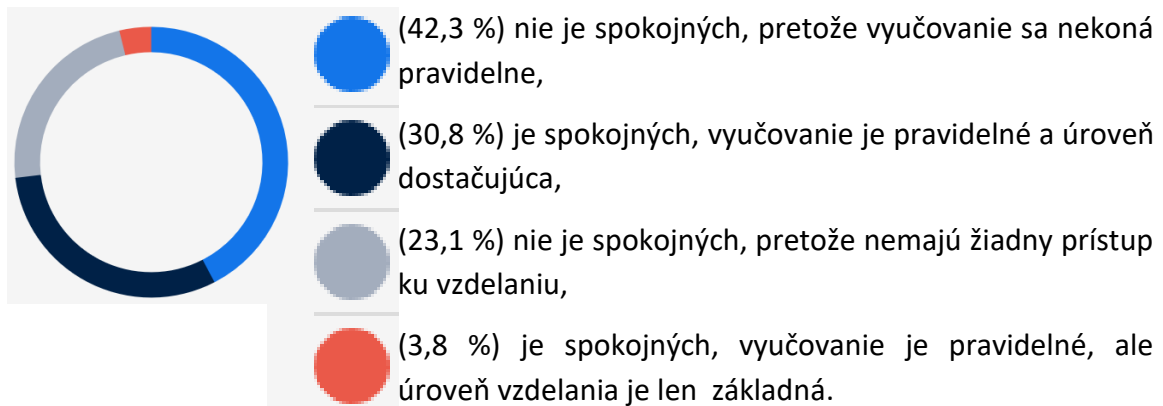 (42,3 %) nie je spokojných, pretože vyučovanie sa nekoná
pravidelne,
(30,8 %) je spokojných, vyučovanie je pravidelné a úroveň
dostačujúca,
(23,1 %) nie je spokojných, pretože nemajú žiadny prístup
ku vzdelaniu,
(3,8 %) je spokojných, vyučovanie je pravidelné, ale
úroveň vzdelania je len  základná.